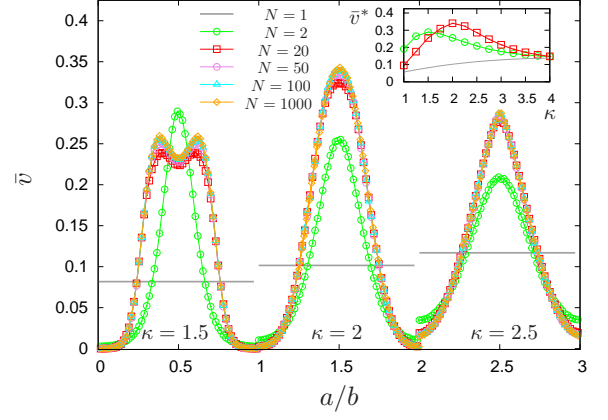 N = 1
N = 2
N = 20
N = 50
N = 100
N = 1000
v̄*
0.4
0.3
0.2
0.1
0
1 1.5 2 2.5 3 3.5 4
κ
v̄
0.4
0.35
0.3
0.25
0.2
0.15
0.1
0.05
0
κ = 1.5
κ = 2
κ = 2.5
0 0.5 1 1.5 2 2.5 3
a/b